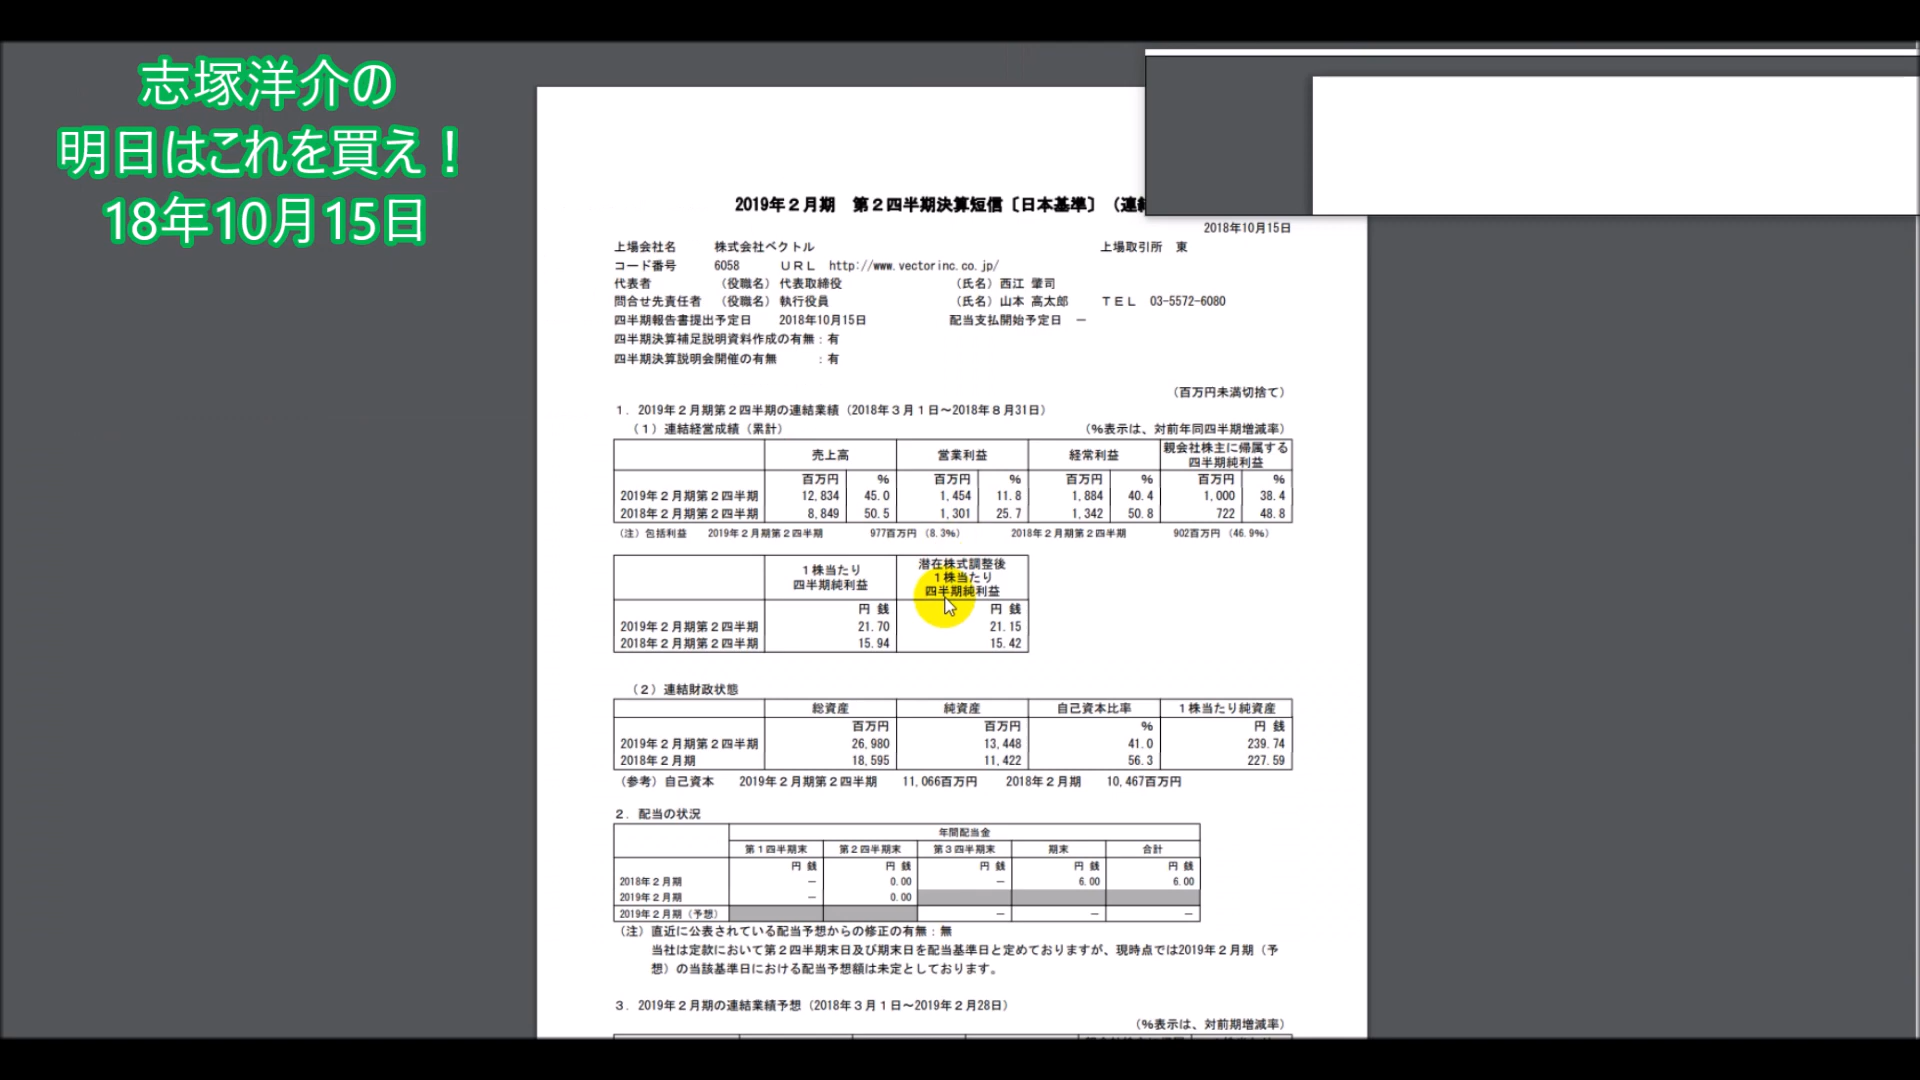 志塚洋介の
明日はこれを買え！
18年10月15日
2019年２月期　第２四半期決算短信〔日本基準〕（連結
2018年10月15日
上場会社名　株式会社ベクトル　上場取引所　東
コード番号　6058　ＵＲＬ　http://www.vectorinc.co.jp/
代表者　（役職名）代表取締役　（氏名）西江 肇司
問合せ先責任者　（役職名）執行役員　（氏名）山本 高太郎　ＴＥＬ　03-5572-6080
四半期報告書提出予定日　2018年10月15日　配当支払開始予定日　－
四半期決算補足説明資料作成の有無：有
四半期決算説明会開催の有無　：有
（百万円未満切捨て）
１．2019年２月期第２四半期の連結業績（2018年３月１日～2018年８月31日）
（１）連結経営成績（累計）　（％表示は、対前年同四半期増減率）
売上高　営業利益　経常利益　親会社株主に帰属する
四半期純利益
百万円　％　百万円　％　百万円　％　百万円　％
2019年２月期第２四半期　12,834　45.0　1,454　11.8　1,884　40.4　1,000　38.4
2018年２月期第２四半期　8,849　50.5　1,301　25.7　1,342　50.8　722　48.8
（注）包括利益　2019年２月期第２四半期　977百万円（8.3％）　2018年２月期第２四半期　902百万円（46.9％）
１株当たり
四半期純利益
潜在株式調整後
１株当たり
四半期純利益
円 銭　円 銭
2019年２月期第２四半期　21.70　21.15
2018年２月期第２四半期　15.94　15.42
（２）連結財政状態
総資産　純資産　自己資本比率　１株当たり純資産
百万円　百万円　％　円 銭
2019年２月期第２四半期　26,980　13,448　41.0　239.74
2018年２月期　18,595　11,422　56.3　227.59
（参考）自己資本　2019年２月期第２四半期　11,066百万円　2018年２月期　10,467百万円
２．配当の状況
年間配当金
第１四半期末　第２四半期末　第３四半期末　期末　合計
円 銭　円 銭　円 銭　円 銭　円 銭
2018年２月期　－　0.00　－　6.00　6.00
2019年２月期　－　0.00
2019年２月期（予想）　－　－　－
（注）直近に公表されている配当予想からの修正の有無：無
当社は定款において第２四半期末日及び期末日を配当基準日と定めておりますが、現時点では2019年２月期（予
想）の当該基準日における配当予想額は未定としております。
３．2019年２月期の連結業績予想（2018年３月１日～2019年２月28日）
（％表示は、対前期増減率）